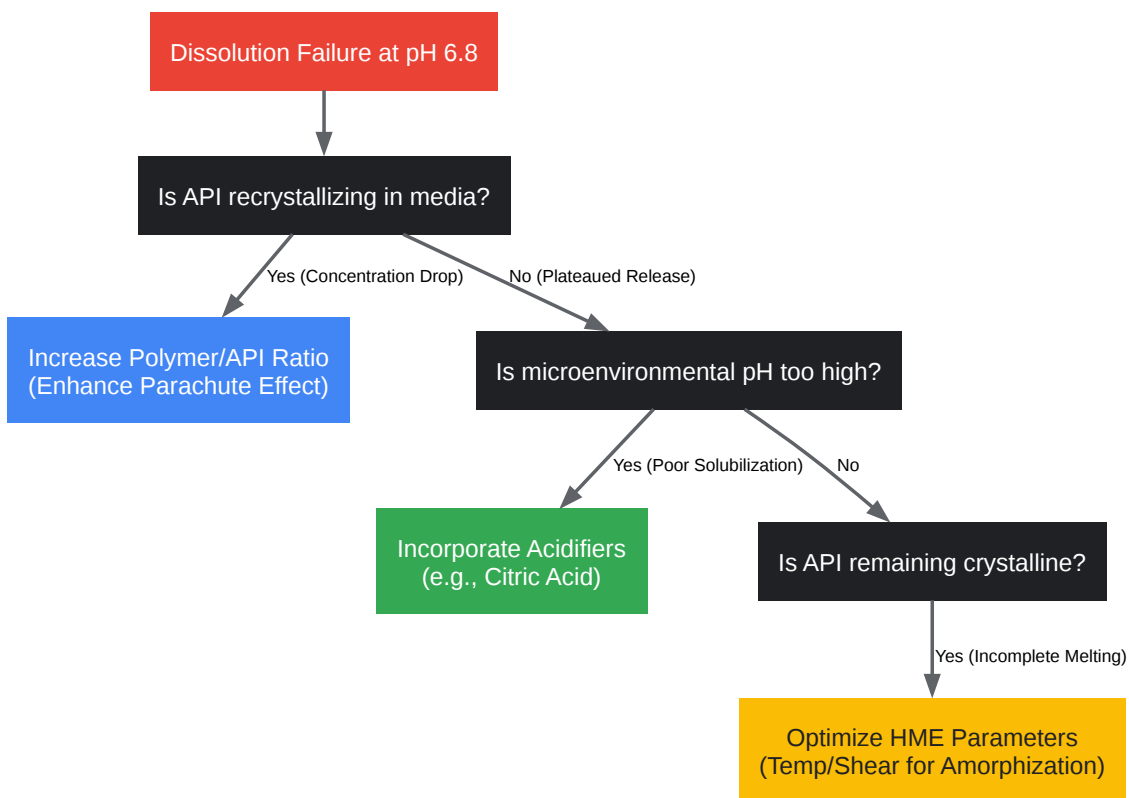 Dissolution Failure at pH 6.8
Is API recrystallizing in media?
Yes (Concentration Drop)
No (Plateaued Release)
Increase Polymer/API Ratio
(Enhance Parachute Effect)
Is microenvironmental pH too high?
Yes (Poor Solubilization)
No
Incorporate Acidifiers
(e.g., Citric Acid)
Is API remaining crystalline?
Yes (Incomplete Melting)
Optimize HME Parameters
(Temp/Shear for Amorphization)